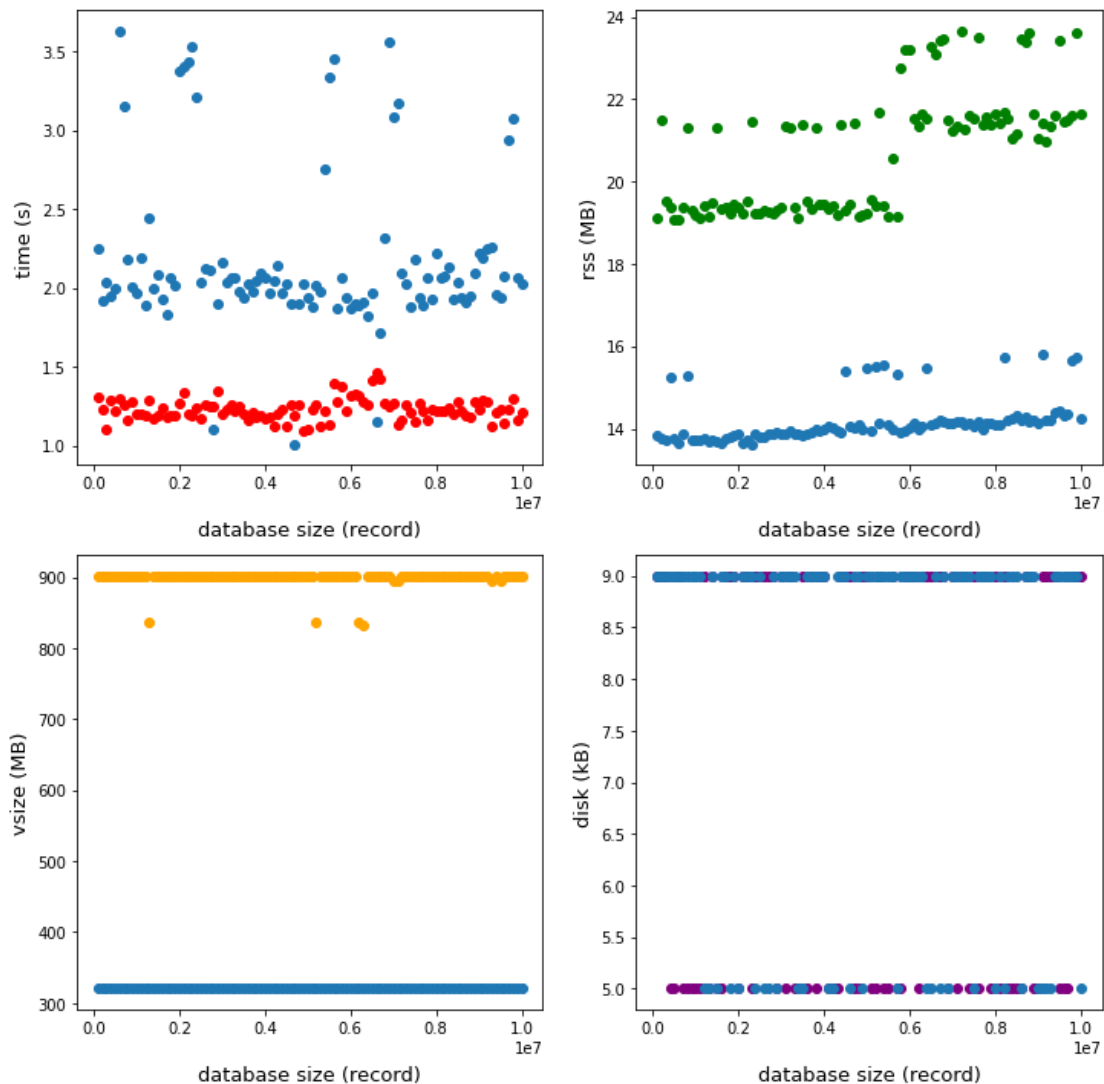 3.5
3.0
2.5
2.0
1.5
1.0
time (s)
0.0 0.2 0.4 0.6 0.8 1.0
1e7
database size (record)
24
22
20
18
16
14
rss (MB)
0.0 0.2 0.4 0.6 0.8 1.0
1e7
database size (record)
900
800
700
600
500
400
300
vsize (MB)
0.0 0.2 0.4 0.6 0.8 1.0
1e7
database size (record)
9.0
8.5
8.0
7.5
7.0
6.5
6.0
5.5
5.0
disk (kB)
0.0 0.2 0.4 0.6 0.8 1.0
1e7
database size (record)